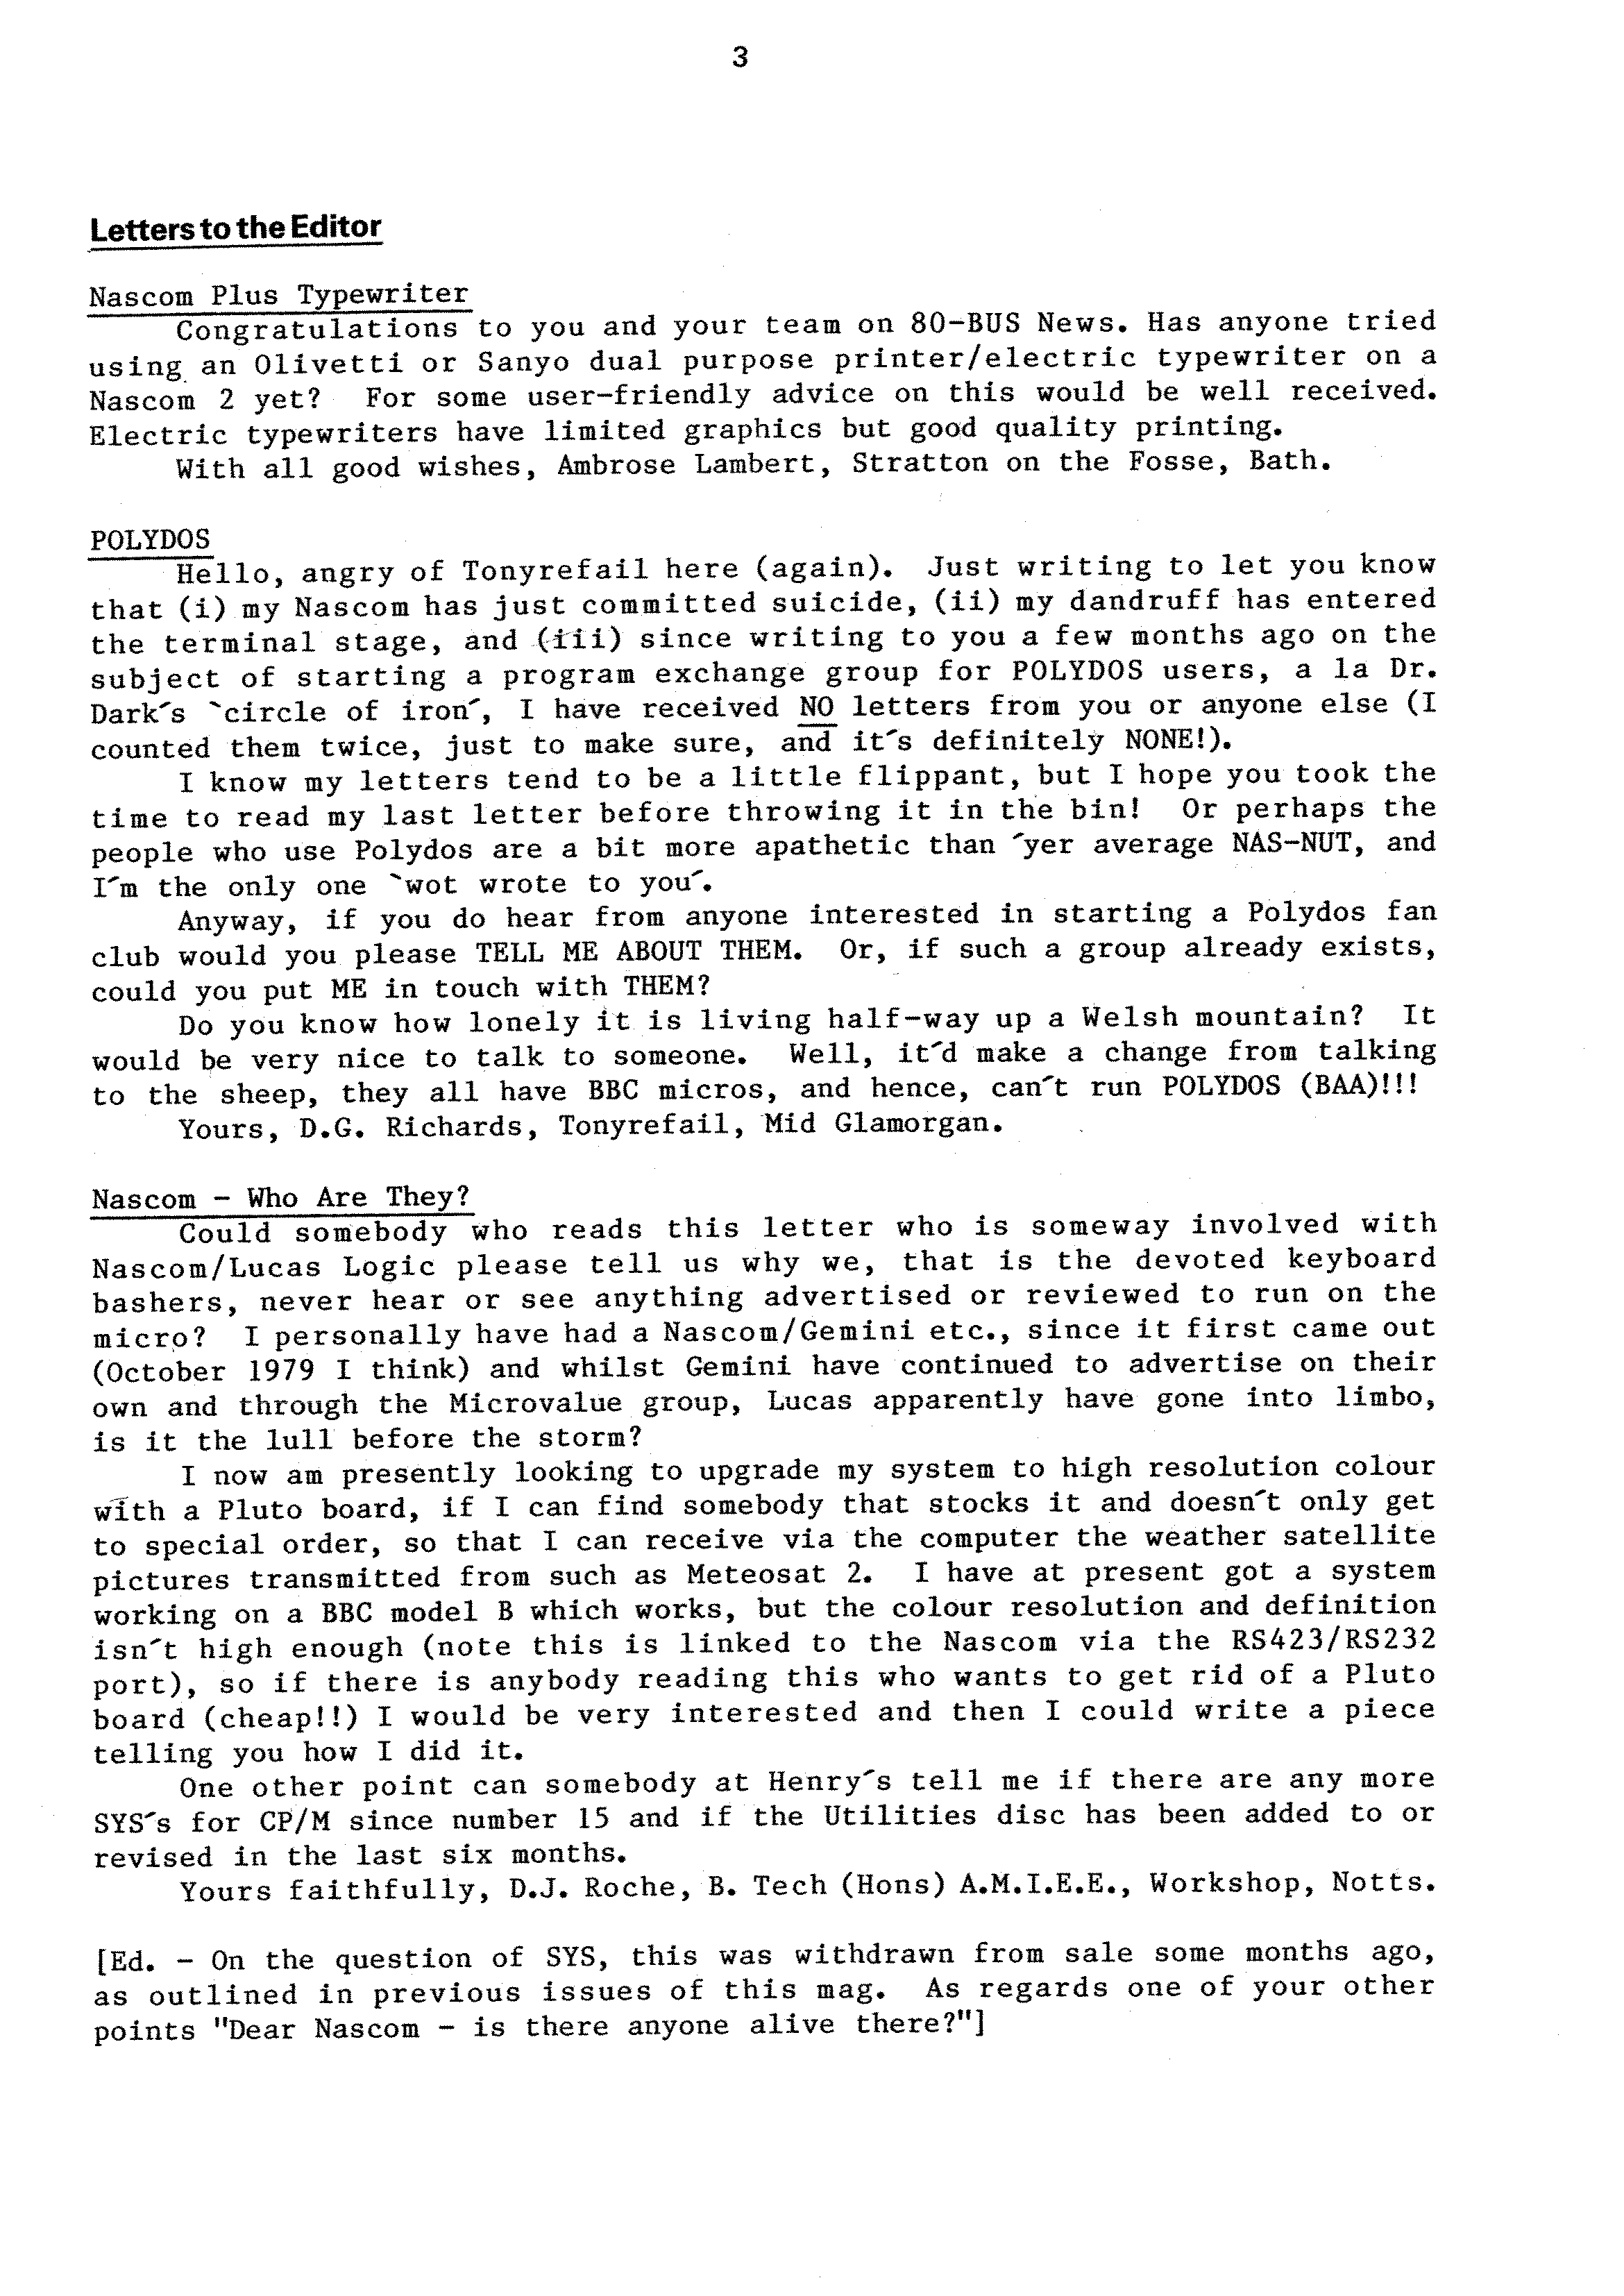 3
Letters to the Editor
Nascom Plus Typewriter
Congratulations to you and your team on 80-BUS News. Has anyone tried
using an Olivetti or Sanyo dual purpose printer/electric typewriter on a
Nascom 2 yet? For some user-friendly advice on this would be well received.
Electric typewriters have limited graphics but good quality printing.
With all good wishes, Ambrose Lambert, Stratton on the Fosse, Bath.
POLYDOS
Hello, angry of Tonyrefail here (again). Just writing to let you know
that (i) my Nascom has just committed suicide, (ii) my dandruff has entered
the terminal stage, and (iii) since writing to you a few months ago on the
subject of starting a program exchange group for POLYDOS users, a la Dr.
Dark's `circle of iron', I have received NO letters from you or anyone else (I
counted them twice, just to make sure, and it's definitely NONE!).
I know my letters tend to be a little flippant, but I hope you took the
time to read my last letter before throwing it in the bin! Or perhaps the
people who use Polydos are a bit more apathetic than 'yer average NAS-NUT, and
I'm the only one `wot wrote to you'.
Anyway, if you do hear from anyone interested in starting a Polydos fan
club would you please TELL ME ABOUT THEM. Or, if such a group already exists,
could you put ME in touch with THEM?
Do you know how lonely it is living half-way up a Welsh mountain? It
would be very nice to talk to someone. Well, it'd make a change from talking
to the sheep, they all have BBC micros, and hence, can't run POLYDOS (BAA)!!!
Yours, D.G. Richards, Tonyrefail, Mid Glamorgan.
Nascom - Who Are They?
Could somebody who reads this letter who is someway involved with
Nascom/Lucas Logic please tell us why we, that is the devoted keyboard
bashers, never hear or see anything advertised or reviewed to run on the
micro? I personally have had a Nascom/Gemini etc., since it first came out
(October 1979 I think) and whilst Gemini have continued to advertise on their
own and through the Microvalue group, Lucas apparently have gone into limbo,
is it the lull before the storm?
I now am presently looking to upgrade my system to high resolution colour
with a Pluto board, if I can find somebody that stocks it and doesn't only get
to special order, so that I can receive via the computer the weather satellite
pictures transmitted from such as Meteosat 2. I have at present got a system
working on a BBC model B which works, but the colour resolution and definition
isn't high enough (note this is linked to the Nascom via the RS423/RS232
port), so if there is anybody reading this who wants to get rid of a Pluto
board (cheap!!) I would be very interested and then I could write a piece
telling you how I did it.
One other point can somebody at Henry's tell me if there are any more
SYS's for CP/M since number 15 and if the Utilities disc has been added to or
revised in the last six months.
Yours faithfully, D.J. Roche, B. Tech (Hons) A.M.I.E.E., Workshop, Notts.
[Ed. - On the question of SYS, this was withdrawn from sale some months ago,
as outlined in previous issues of this mag. As regards one of your other
points "Dear Nascom - is there anyone alive there?"]